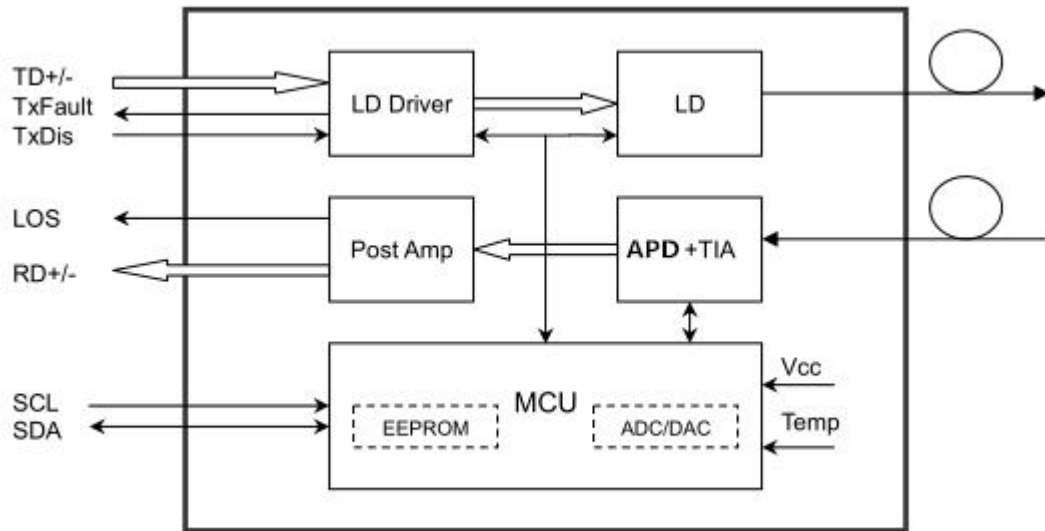 TD+/-
TxFault
TxDis
LD Driver
LD
LOS
RD+/-
Post Amp
APD +TIA
SCL
SDA
MCU
EEPROM
ADC/DAC
Vcc
Temp